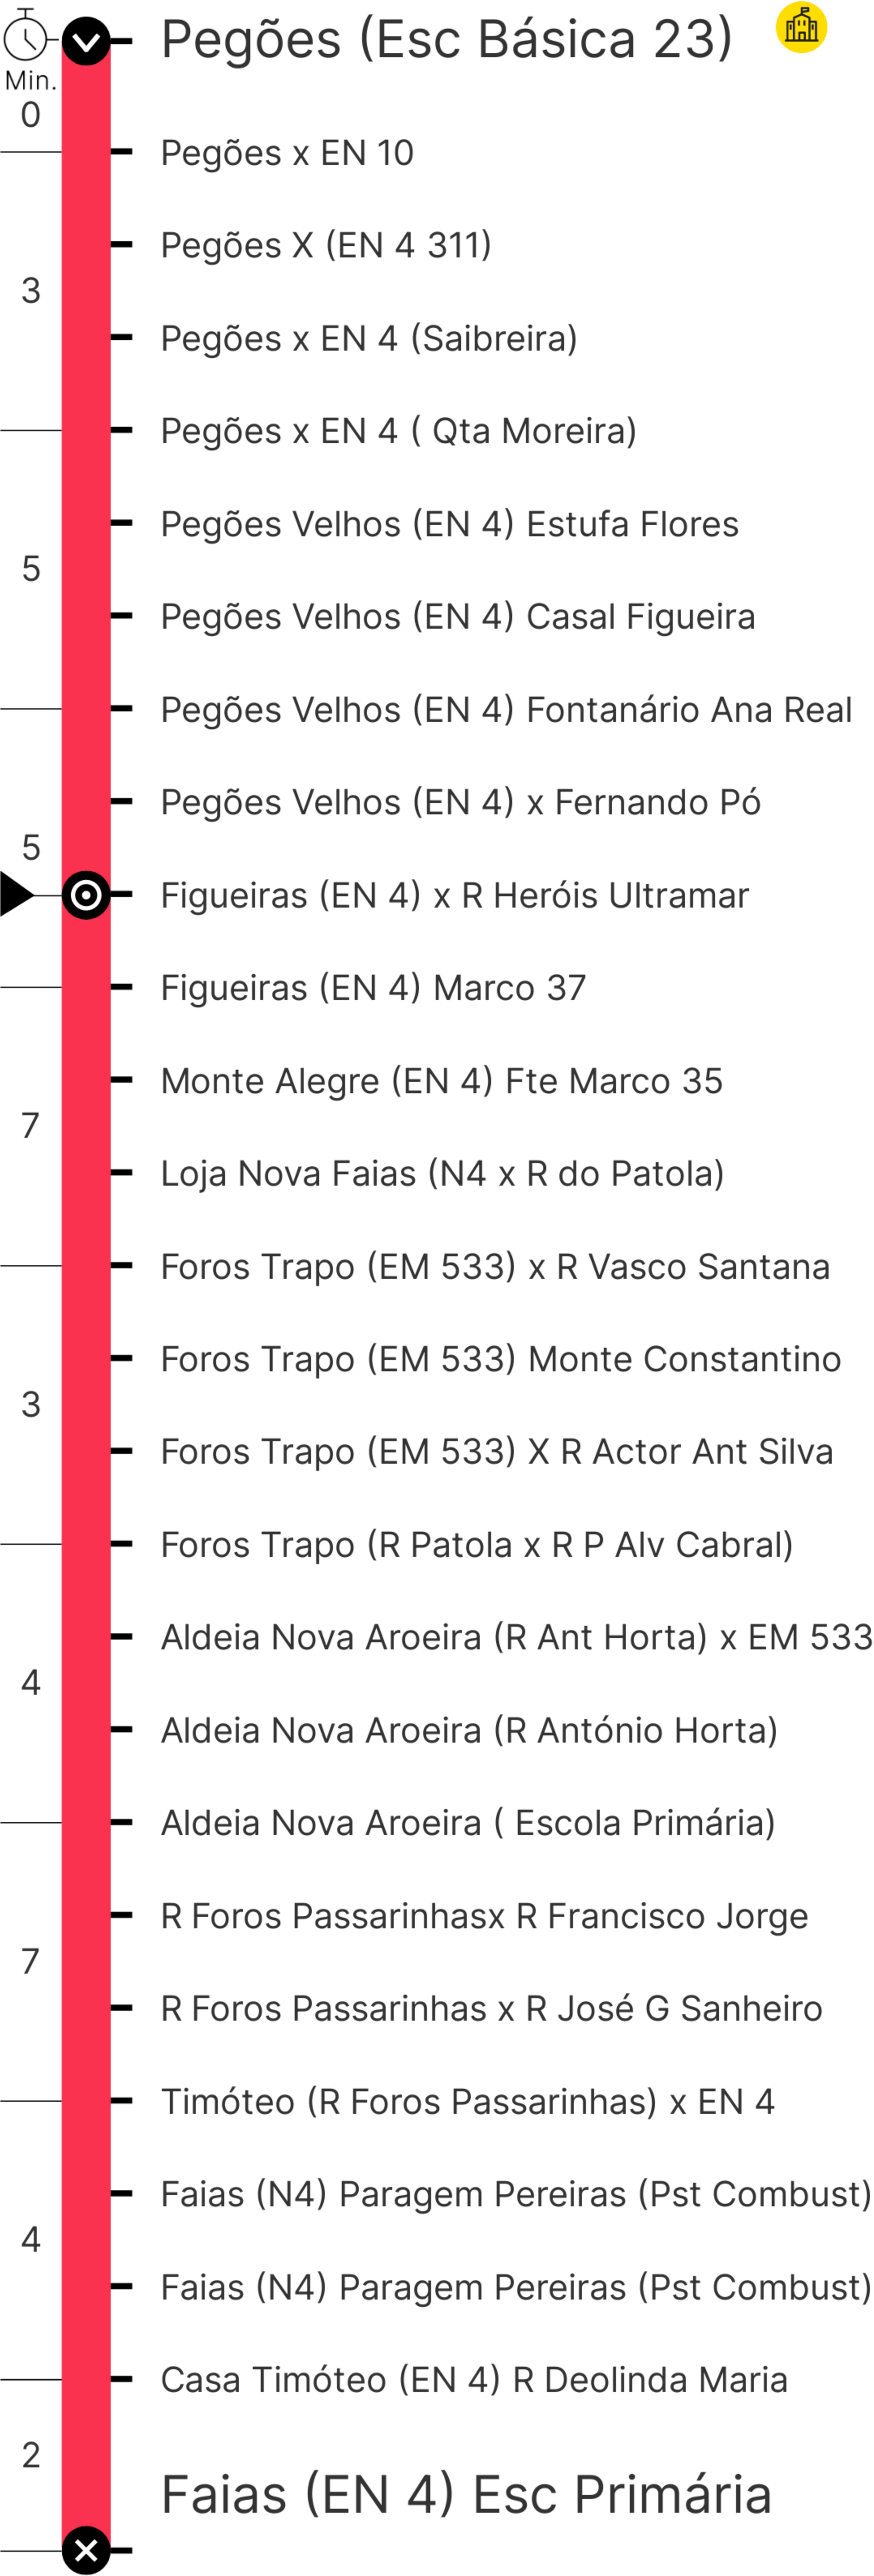 Pegões (Esc Básica 23)
Min.
0
Pegões x EN 10
Pegões X (EN 4 311)
3
Pegões x EN 4 (Saibreira)
Pegões x EN 4 ( Qta Moreira)
Pegões Velhos (EN 4) Estufa Flores
5
Pegões Velhos (EN 4) Casal Figueira
Pegões Velhos (EN 4) Fontanário Ana Real
Pegões Velhos (EN 4) x Fernando Pó
5
Figueiras (EN 4) x R Heróis Ultramar
Figueiras (EN 4) Marco 37
Monte Alegre (EN 4) Fte Marco 35
7
Loja Nova Faias (N4 x R do Patola)
Foros Trapo (EM 533) x R Vasco Santana
Foros Trapo (EM 533) Monte Constantino
3
Foros Trapo (EM 533) X R Actor Ant Silva
Foros Trapo (R Patola x R P Alv Cabral)
Aldeia Nova Aroeira (R Ant Horta) x EM 533
4
Aldeia Nova Aroeira (R António Horta)
Aldeia Nova Aroeira ( Escola Primária)
R Foros Passarinhasx R Francisco Jorge
7
R Foros Passarinhas x R José G Sanheiro
Timóteo (R Foros Passarinhas) x EN 4
Faias (N4) Paragem Pereiras (Pst Combust)
4
Faias (N4) Paragem Pereiras (Pst Combust)
Casa Timóteo (EN 4) R Deolinda Maria
2
Faias (EN 4) Esc Primária